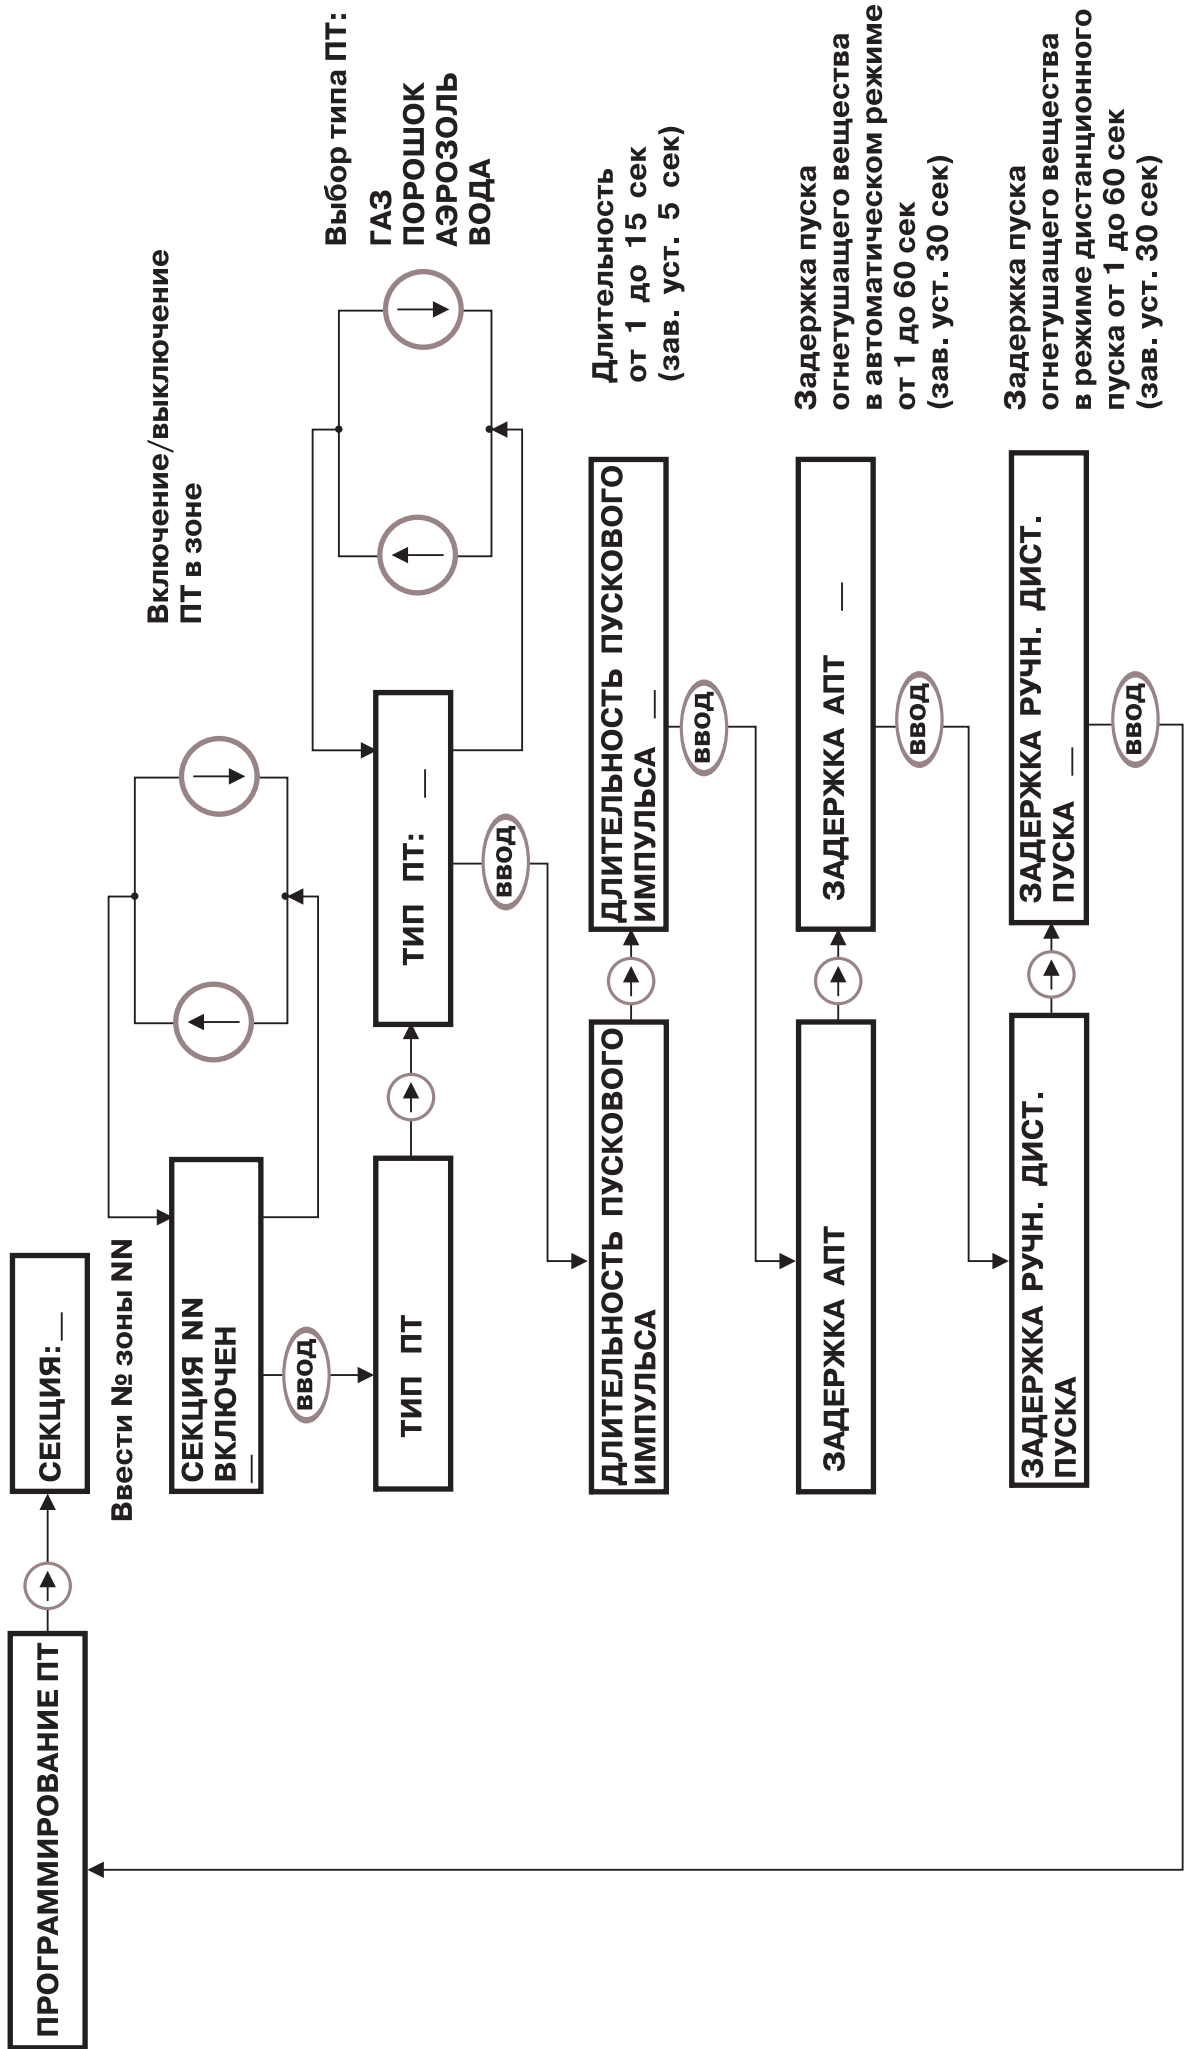 ПРОГРАММИРОВАНИЕ ПТ
СЕКЦИЯ:_
Ввести № зоны NN
СЕКЦИЯ NN
ВКЛЮЧЕН
_
Включение/выключение
ПТ в зоне
ввод
ТИП ПТ
ТИП ПТ: _
Выбор типа ПТ:
ГАЗ
ПОРОШОК
АЭРОЗОЛЬ
ВОДА
ввод
ДЛИТЕЛЬНОСТЬ ПУСКОВОГО
ИМПУЛЬСА
ДЛИТЕЛЬНОСТЬ ПУСКОВОГО
ИМПУЛЬСА _
Длительность
от 1 до 15 сек
(зав. уст. 5 сек)
ввод
ЗАДЕРЖКА АПТ
ЗАДЕРЖКА АПТ _
Задержка пуска
огнетушащего вещества
в автоматическом режиме
от 1 до 60 сек
(зав. уст. 30 сек)
ввод
ЗАДЕРЖКА РУЧН. ДИСТ.
ПУСКА
ЗАДЕРЖКА РУЧН. ДИСТ.
ПУСКА _
Задержка пуска
огнетушащего вещества
в режиме дистанционного
пуска от 1 до 60 сек
(зав. уст. 30 сек)
ввод